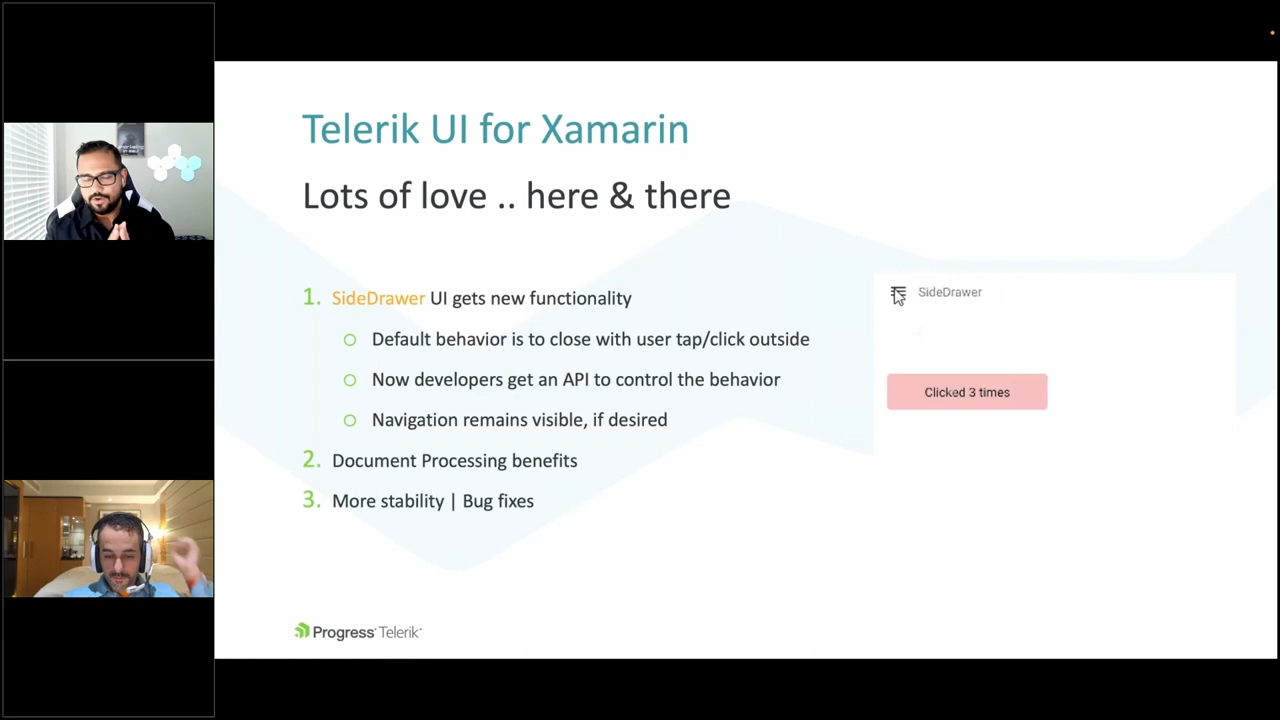 Telerik UI for Xamarin
Lots of love .. here & there
1. SideDrawer UI gets new functionality
Default behavior is to close with user tap/click outside
Now developers get an API to control the behavior
Navigation remains visible, if desired
2. Document Processing benefits
3. More stability | Bug fixes
SideDrawer
Clicked 3 times
Progress Telerik